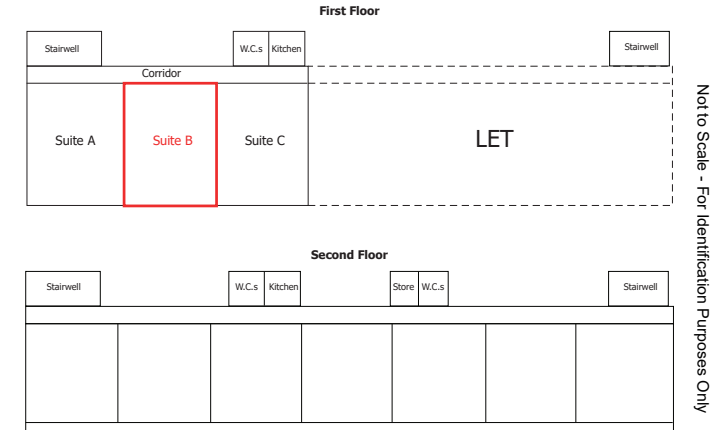 First Floor
Stairwell
W.C.s
Kitchen
Stairwell
Corridor
Suite A
Suite B
Suite C
LET
Second Floor
Stairwell
W.C.s
Kitchen
Store
W.C.s
Stairwell
Not to Scale - For Identification Purposes Only